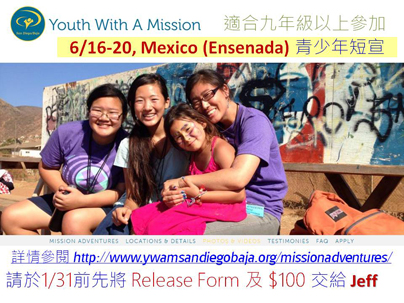 Youth With A Mission 適合九年級以上參加
6/16-20, Mexico (Ensenada) 青少年短宣
MISSION ADVENTURES LOCATIONS & DETAILS PHOTOS & VIDEOS TESTIMONIES FAQ APPLY
詳情參閱 http://www.ywamsandiegobaja.org/missionadventures/
請於1/31前先將 Release Form 及 $100 交給 Jeff